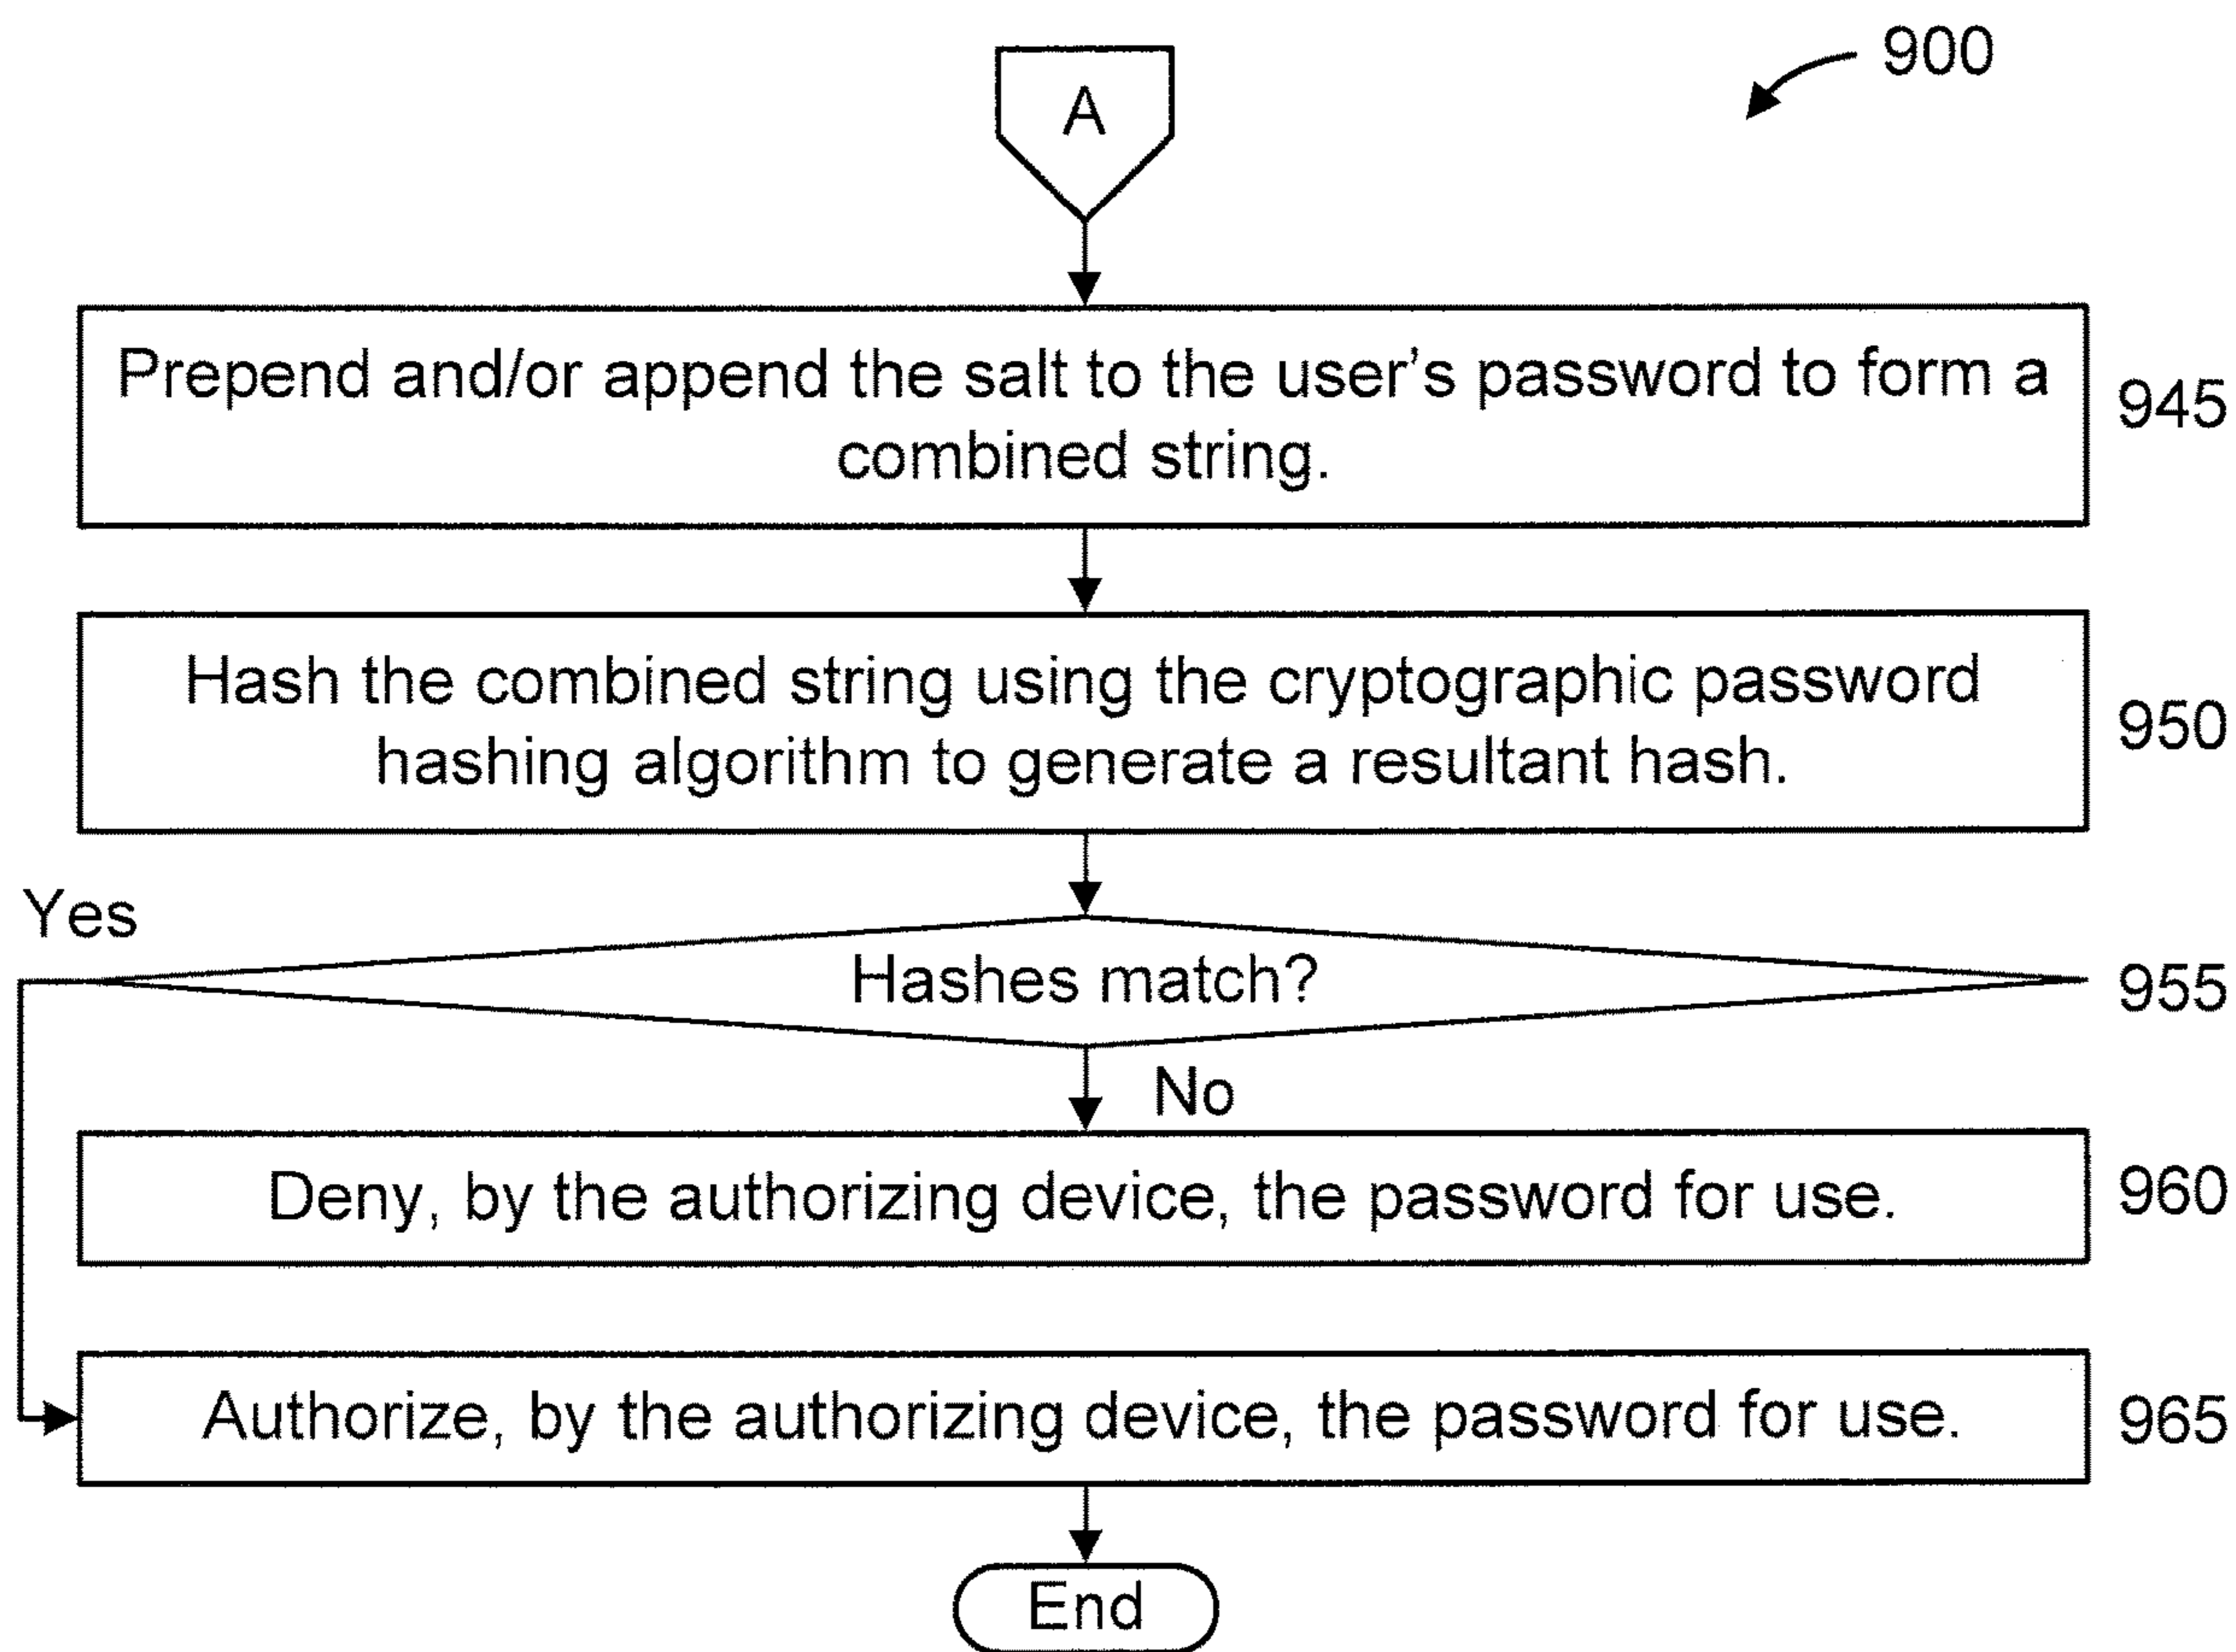 900
A
Prepend and/or append the salt to the user's password to form a
combined string.
945
Hash the combined string using the cryptographic password
hashing algorithm to generate a resultant hash.
950
Yes
Hashes match?
955
No
Deny, by the authorizing device, the password for use.
960
Authorize, by the authorizing device, the password for use.
965
End